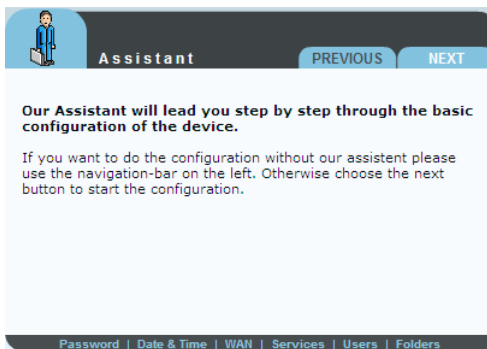 Assistant
PREVIOUS NEXT
Our Assistant will lead you step by step through the basic
configuration of the device.
If you want to do the configuration without our assistent please
use the navigation-bar on the left. Otherwise choose the next
button to start the configuration.
Password | Date & Time | WAN | Services | Users | Folders